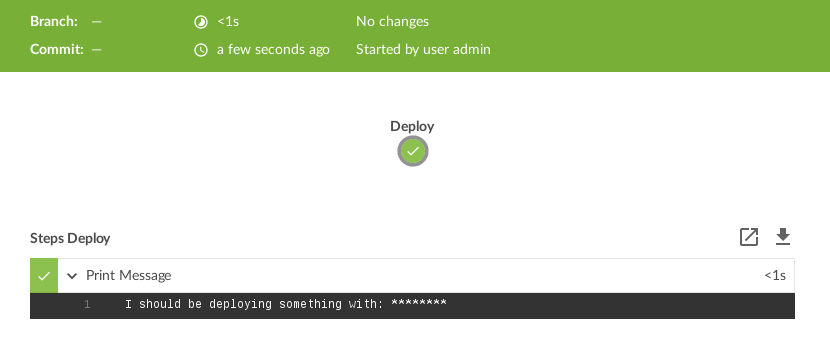 Branch: — <1s No changes
Commit: — a few seconds ago Started by user admin
Deploy
Steps Deploy
Print Message <1s
1 I should be deploying something with: ********